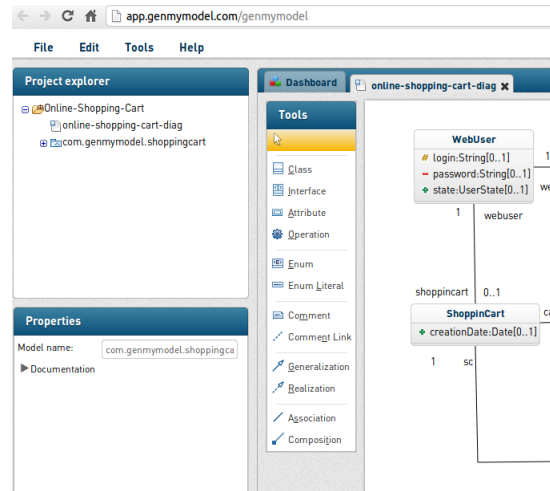 app.genmymodel.com/genmymodel
File Edit Tools Help
Project explorer
Online-Shopping-Cart
online-shopping-cart-diag
com.genmymodel.shoppingcart
Properties
Model name: com.genmymodel.shoppingca
Documentation
Dashboard
online-shopping-cart-diag
Tools
Class
Interface
Attribute
Operation
Enum
Enum Literal
Comment
Comment Link
Generalization
Realization
Association
Composition
WebUser
# login:String[0..1]
- password:String[0..1]
+ state:UserState[0..1]
1
we
1 webuser
shoppincart 0..1
ShoppinCart
+ creationDate:Date[0..1]
ca
1 sc